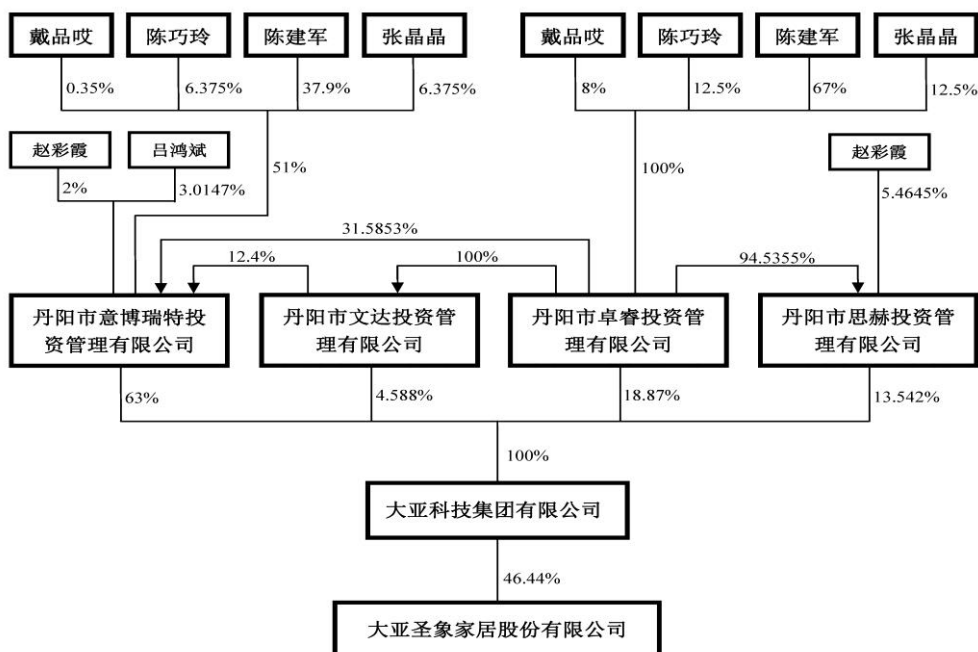 戴品哎 陈巧玲 陈建军 张晶晶 戴品哎 陈巧玲 陈建军 张晶晶
0.35% 6.375% 37.9% 6.375% 8% 12.5% 67% 12.5%
赵彩霞 吕鸿斌 赵彩霞
51% 100%
2% 3.0147% 5.4645%
31.5853%
12.4% 100% 94.5355%
丹阳市意博瑞特投
资管理有限公司
丹阳市文达投资管
理有限公司
丹阳市卓睿投资管
理有限公司
丹阳市思赫投资管
理有限公司
63% 4.588% 18.87% 13.542%
100%
大亚科技集团有限公司
46.44%
大亚圣象家居股份有限公司